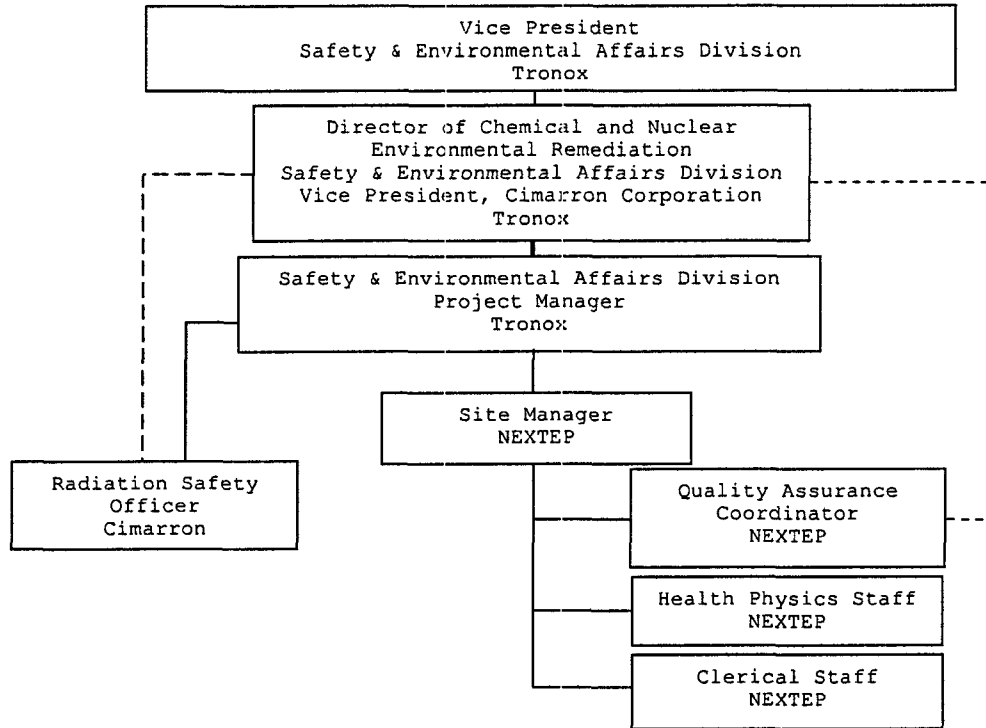 Vice President
Safety & Environmental Affairs Division
Tronox
Director of Chemical and Nuclear
Environmental Remediation
Safety & Environmental Affairs Division
Vice President, Cimarron Corporation
Tronox
Safety & Environmental Affairs Division
Project Manager
Tronox
Site Manager
NEXTEP
Radiation Safety
Officer
Cimarron
Quality Assurance
Coordinator
NEXTEP
Health Physics Staff
NEXTEP
Clerical Staff
NEXTEP